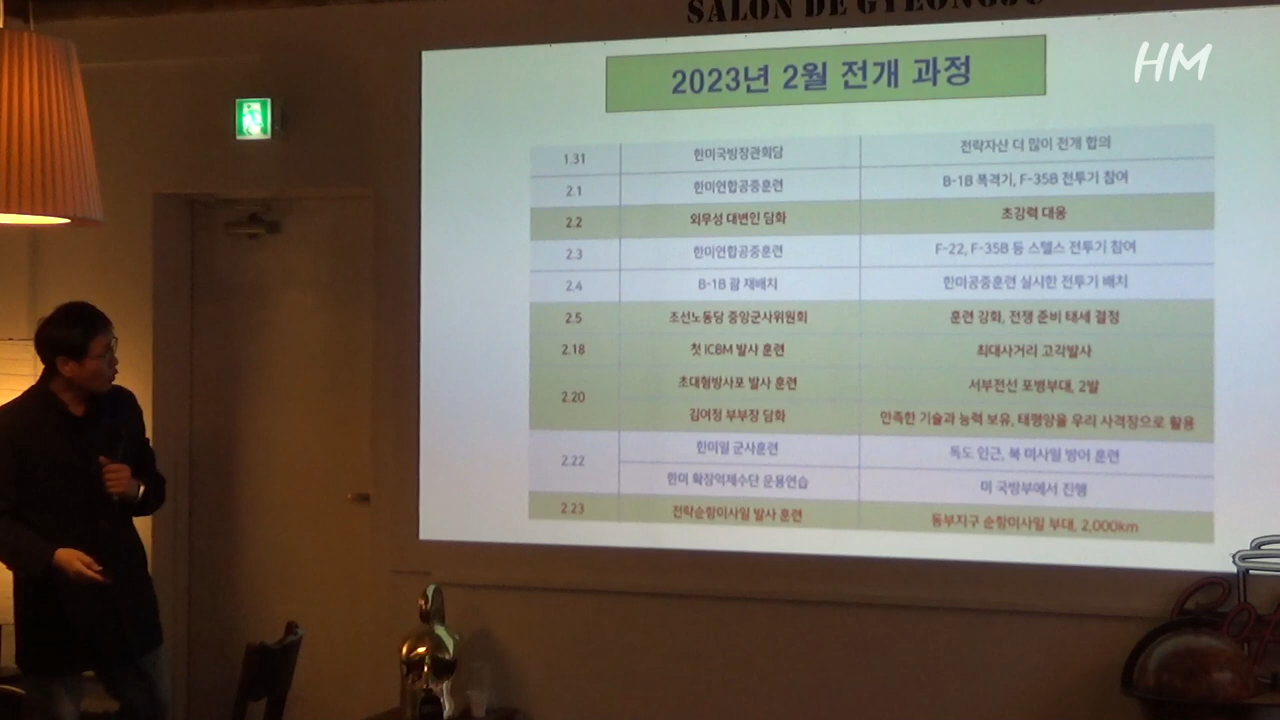 SALON DE GYEONGJU
HM
2023년 2월 전개 과정
1.31 한미국방장관회담 전략자산 더 많이 전개 합의
2.1 한미연합공중훈련 B-1B 폭격기, F-35B 전투기 참여
2.2 외무성 대변인 담화 초강력 대응
2.3 한미연합공중훈련 F-22, F-35B 등 스텔스 전투기 참여
2.4 B-1B 괌 재배치 한미공중훈련 실시한 전투기 배치
2.5 조선노동당 중앙군사위원회 훈련 강화, 전쟁 준비 태세 결정
2.18 첫 ICBM 발사 훈련 최대사거리 고각발사
2.20 초대형방사포 발사 훈련 서부전선 포병부대, 2발
김여정 부부장 담화 만족한 기술과 능력 보유, 태평양을 우리 사격장으로 활용
2.22 한미일 군사훈련 독도 인근, 북 미사일 방어 훈련
한미 확장억제수단 운용연습 미 국방부에서 진행
2.23 전략순항미사일 발사 훈련 동부지구 순항미사일 부대, 2,000km